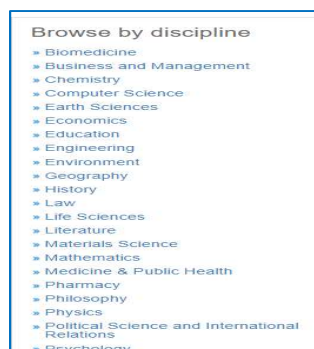 Browse by discipline
» Biomedicine
» Business and Management
» Chemistry
» Computer Science
» Earth Sciences
» Economics
» Education
» Engineering
» Environment
» Geography
» History
» Law
» Life Sciences
» Literature
» Materials Science
» Mathematics
» Medicine & Public Health
» Pharmacy
» Philosophy
» Physics
» Political Science and International
Relations
» Psychology